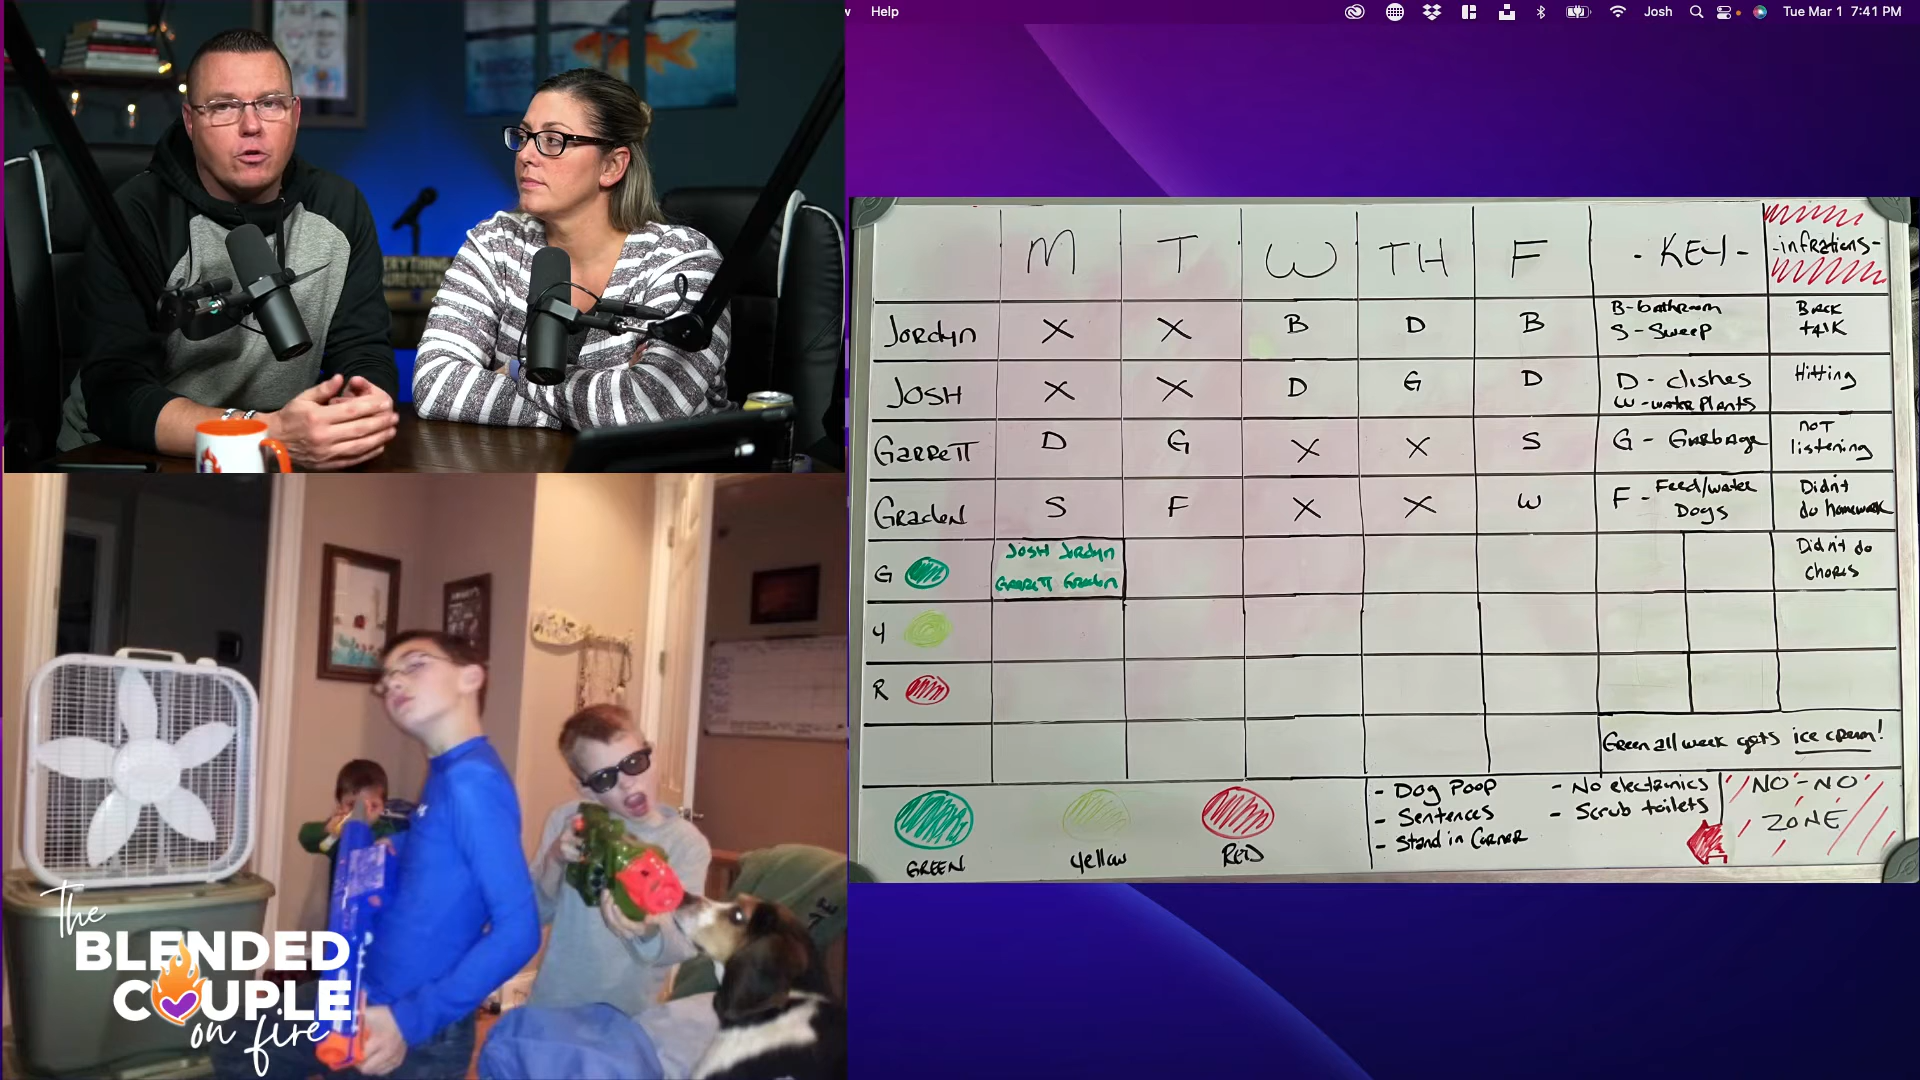 w Help Josh Tue Mar 1 7:41 PM
M T W TH F - KEY - -infrations-
Jordyn X X B D B B-bathroom Back
S - Sweep talk
JOSH X X D G D D - dishes Hitting
W -water Plants
GARRETT D G X X S G - Garbage NOT
listening
Graden S F X X W F - Feed/water Didn't
Dogs do homework
G JOSH Jordyn Didn't do
GARRETT Graden chores
Y
R
Green all week gets ice cream!
- Dog Poop - No electronics NO - NO
- Sentences - Scrub toilets ZONE
- Stand in Corner
GREEN Yellow RED
The
BLENDED
COUPLE
on fire